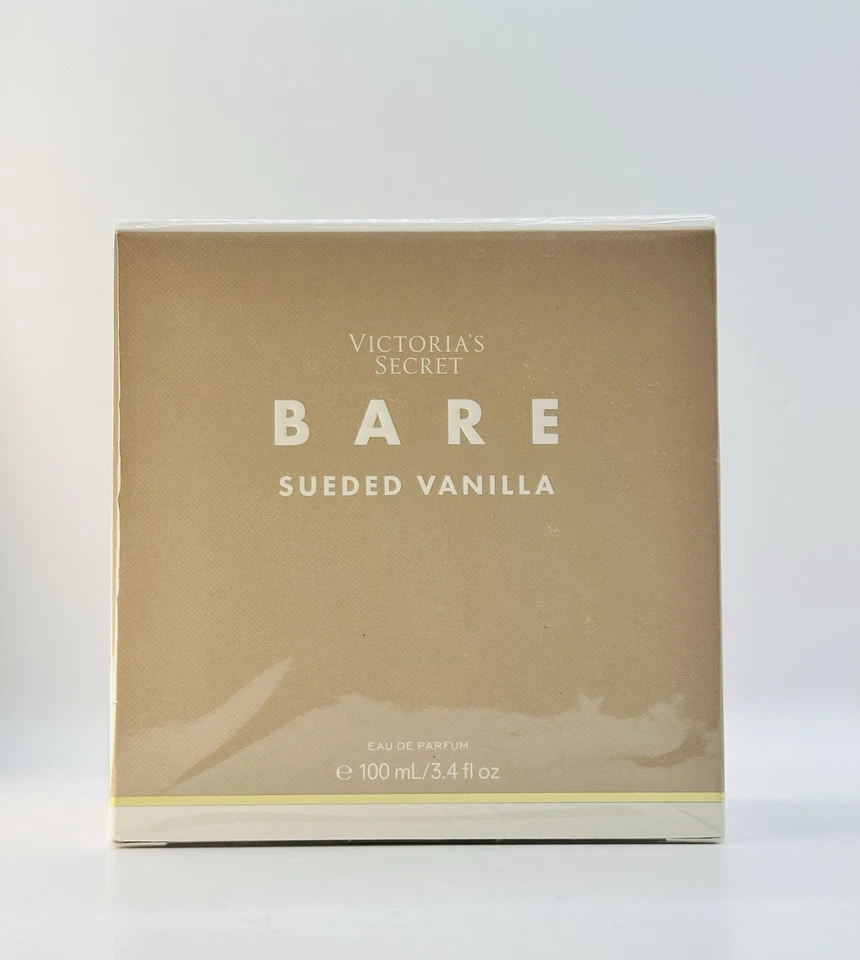 VICTORIA'S
SECRET
BARE
SUEDED VANILLA
EAU DE PARFUM
℮ 100 mL/3.4 fl oz